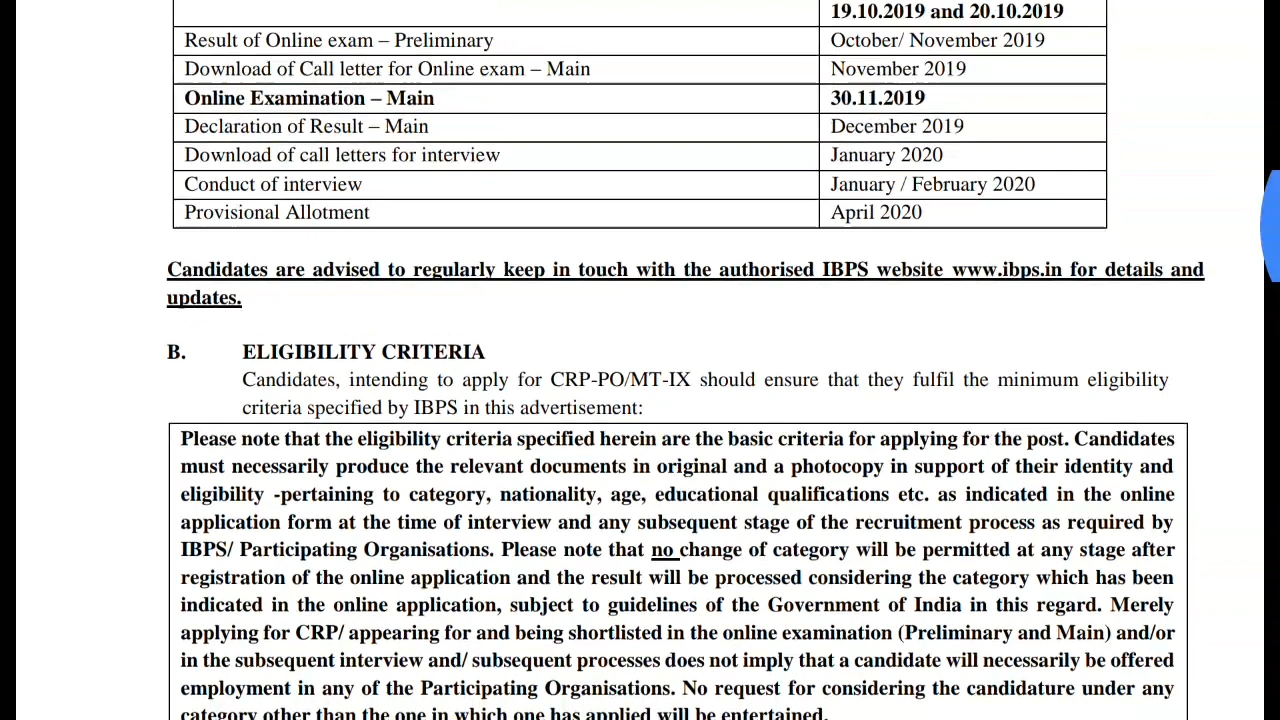 19.10.2019 and 20.10.2019
Result of Online exam – Preliminary October/ November 2019
Download of Call letter for Online exam – Main November 2019
Online Examination – Main 30.11.2019
Declaration of Result – Main December 2019
Download of call letters for interview January 2020
Conduct of interview January / February 2020
Provisional Allotment April 2020
Candidates are advised to regularly keep in touch with the authorised IBPS website www.ibps.in for details and
updates.
B. ELIGIBILITY CRITERIA
Candidates, intending to apply for CRP-PO/MT-IX should ensure that they fulfil the minimum eligibility
criteria specified by IBPS in this advertisement:
Please note that the eligibility criteria specified herein are the basic criteria for applying for the post. Candidates
must necessarily produce the relevant documents in original and a photocopy in support of their identity and
eligibility -pertaining to category, nationality, age, educational qualifications etc. as indicated in the online
application form at the time of interview and any subsequent stage of the recruitment process as required by
IBPS/ Participating Organisations. Please note that no change of category will be permitted at any stage after
registration of the online application and the result will be processed considering the category which has been
indicated in the online application, subject to guidelines of the Government of India in this regard. Merely
applying for CRP/ appearing for and being shortlisted in the online examination (Preliminary and Main) and/or
in the subsequent interview and/ subsequent processes does not imply that a candidate will necessarily be offered
employment in any of the Participating Organisations. No request for considering the candidature under any
category other than the one in which one has applied will be entertained.